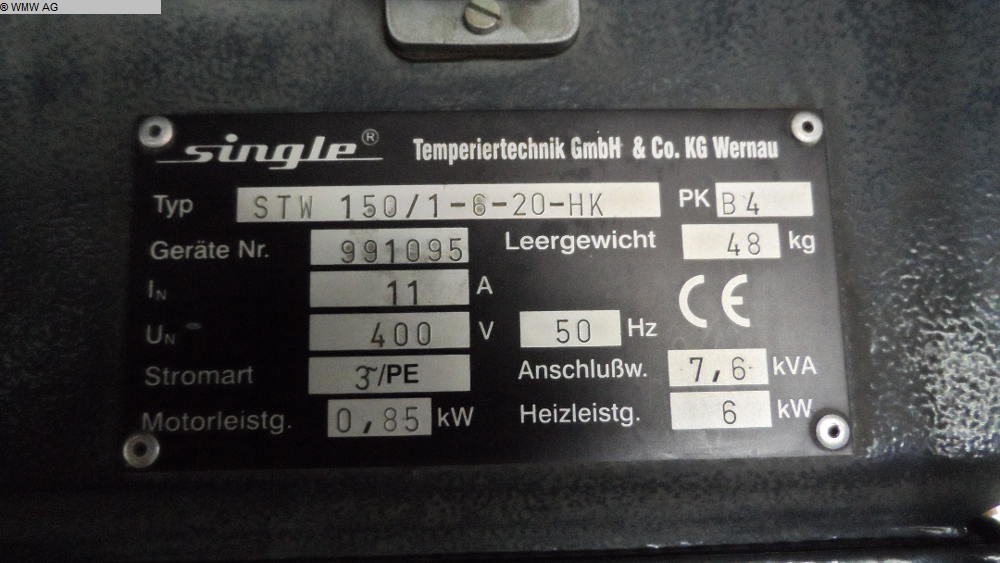 © WMW AG
single® Temperiertechnik GmbH & Co. KG Wernau
Typ STW 150/1-6-20-HK PK B4
Geräte Nr. 991095 Leergewicht 48 kg
IN 11 A CE
UN 400 V 50 Hz
Stromart 3~/PE Anschlußw. 7,6 kVA
Motorleistg. 0,85 kW Heizleistg. 6 kW